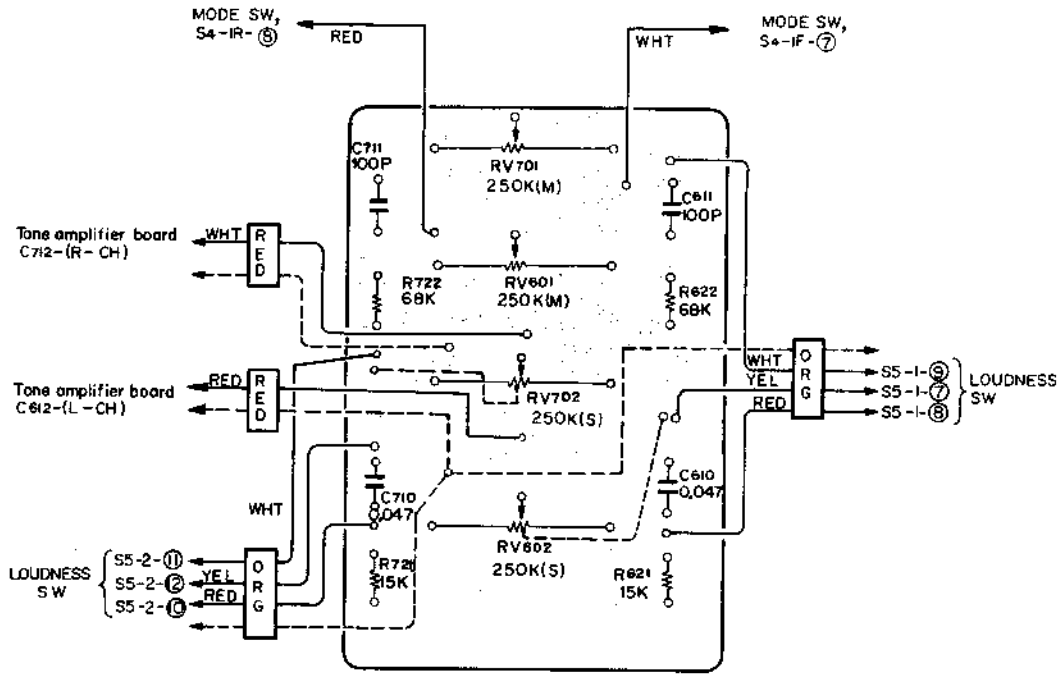 MODE SW,
S4-1R-⑧
RED
MODE SW,
S4-1F-⑦
WHT
C711
100P
RV701
250K(M)
C611
100P
Tone amplifier board
C712-(R-CH)
WHT
RED
R722
68K
RV601
250K(M)
R622
68K
Tone amplifier board
C612-(L-CH)
RED
RED
RV702
250K(S)
WHT
YEL
RED
ORG
S5-1-⑨
S5-1-⑦
S5-1-⑧
LOUDNESS
SW
WHT
C710
0.047
C610
0.047
RV602
250K(S)
LOUDNESS
SW
S5-2-⑪
S5-2-⑫
S5-2-⑩
YEL
RED
ORG
R721
15K
R621
15K